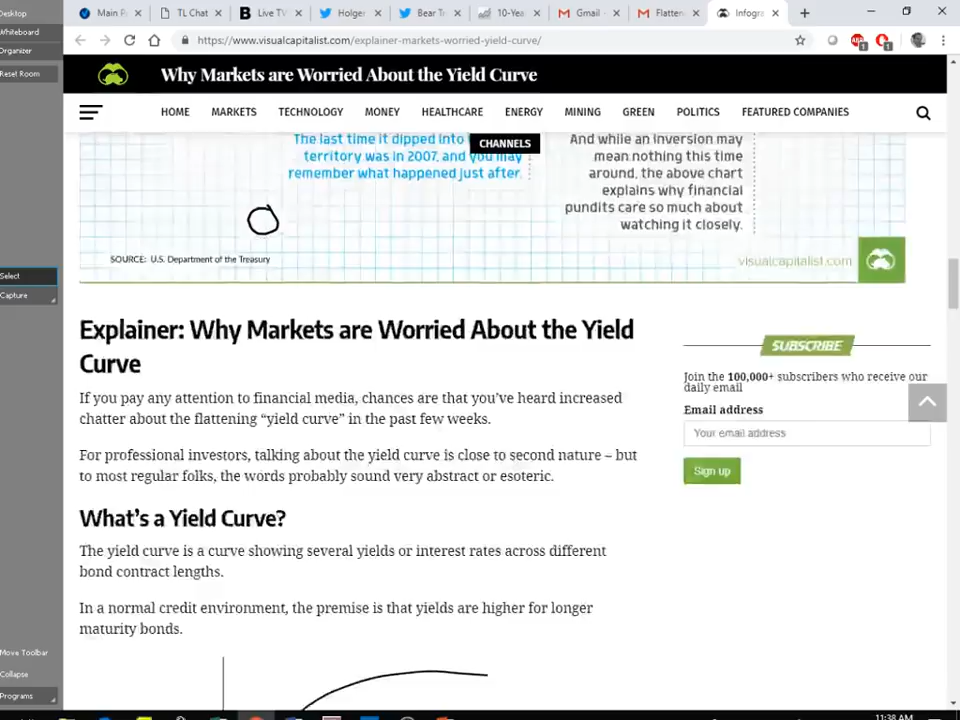 Desktop
Whiteboard
Organizer
Reset Room
Select
Capture
Move Toolbar
Collapse
Programs
Main P
TL Chat
Live TV
Holger
Bear Tr
10-Yea
Gmail -
Flatten
Infogra
https://www.visualcapitalist.com/explainer-markets-worried-yield-curve/
Why Markets are Worried About the Yield Curve
HOME MARKETS TECHNOLOGY MONEY HEALTHCARE ENERGY MINING GREEN POLITICS FEATURED COMPANIES
CHANNELS
The last time it dipped into
territory was in 2007, and you may
remember what happened just after.
And while an inversion may
mean nothing this time
around, the above chart
explains why financial
pundits care so much about
watching it closely.
SOURCE: U.S. Department of the Treasury
visualcapitalist.com
Explainer: Why Markets are Worried About the Yield
Curve
If you pay any attention to financial media, chances are that you've heard increased
chatter about the flattening “yield curve” in the past few weeks.
For professional investors, talking about the yield curve is close to second nature – but
to most regular folks, the words probably sound very abstract or esoteric.
What's a Yield Curve?
The yield curve is a curve showing several yields or interest rates across different
bond contract lengths.
In a normal credit environment, the premise is that yields are higher for longer
maturity bonds.
SUBSCRIBE
Join the 100,000+ subscribers who receive our
daily email
Email address
Your email address
Sign up
11:38 AM